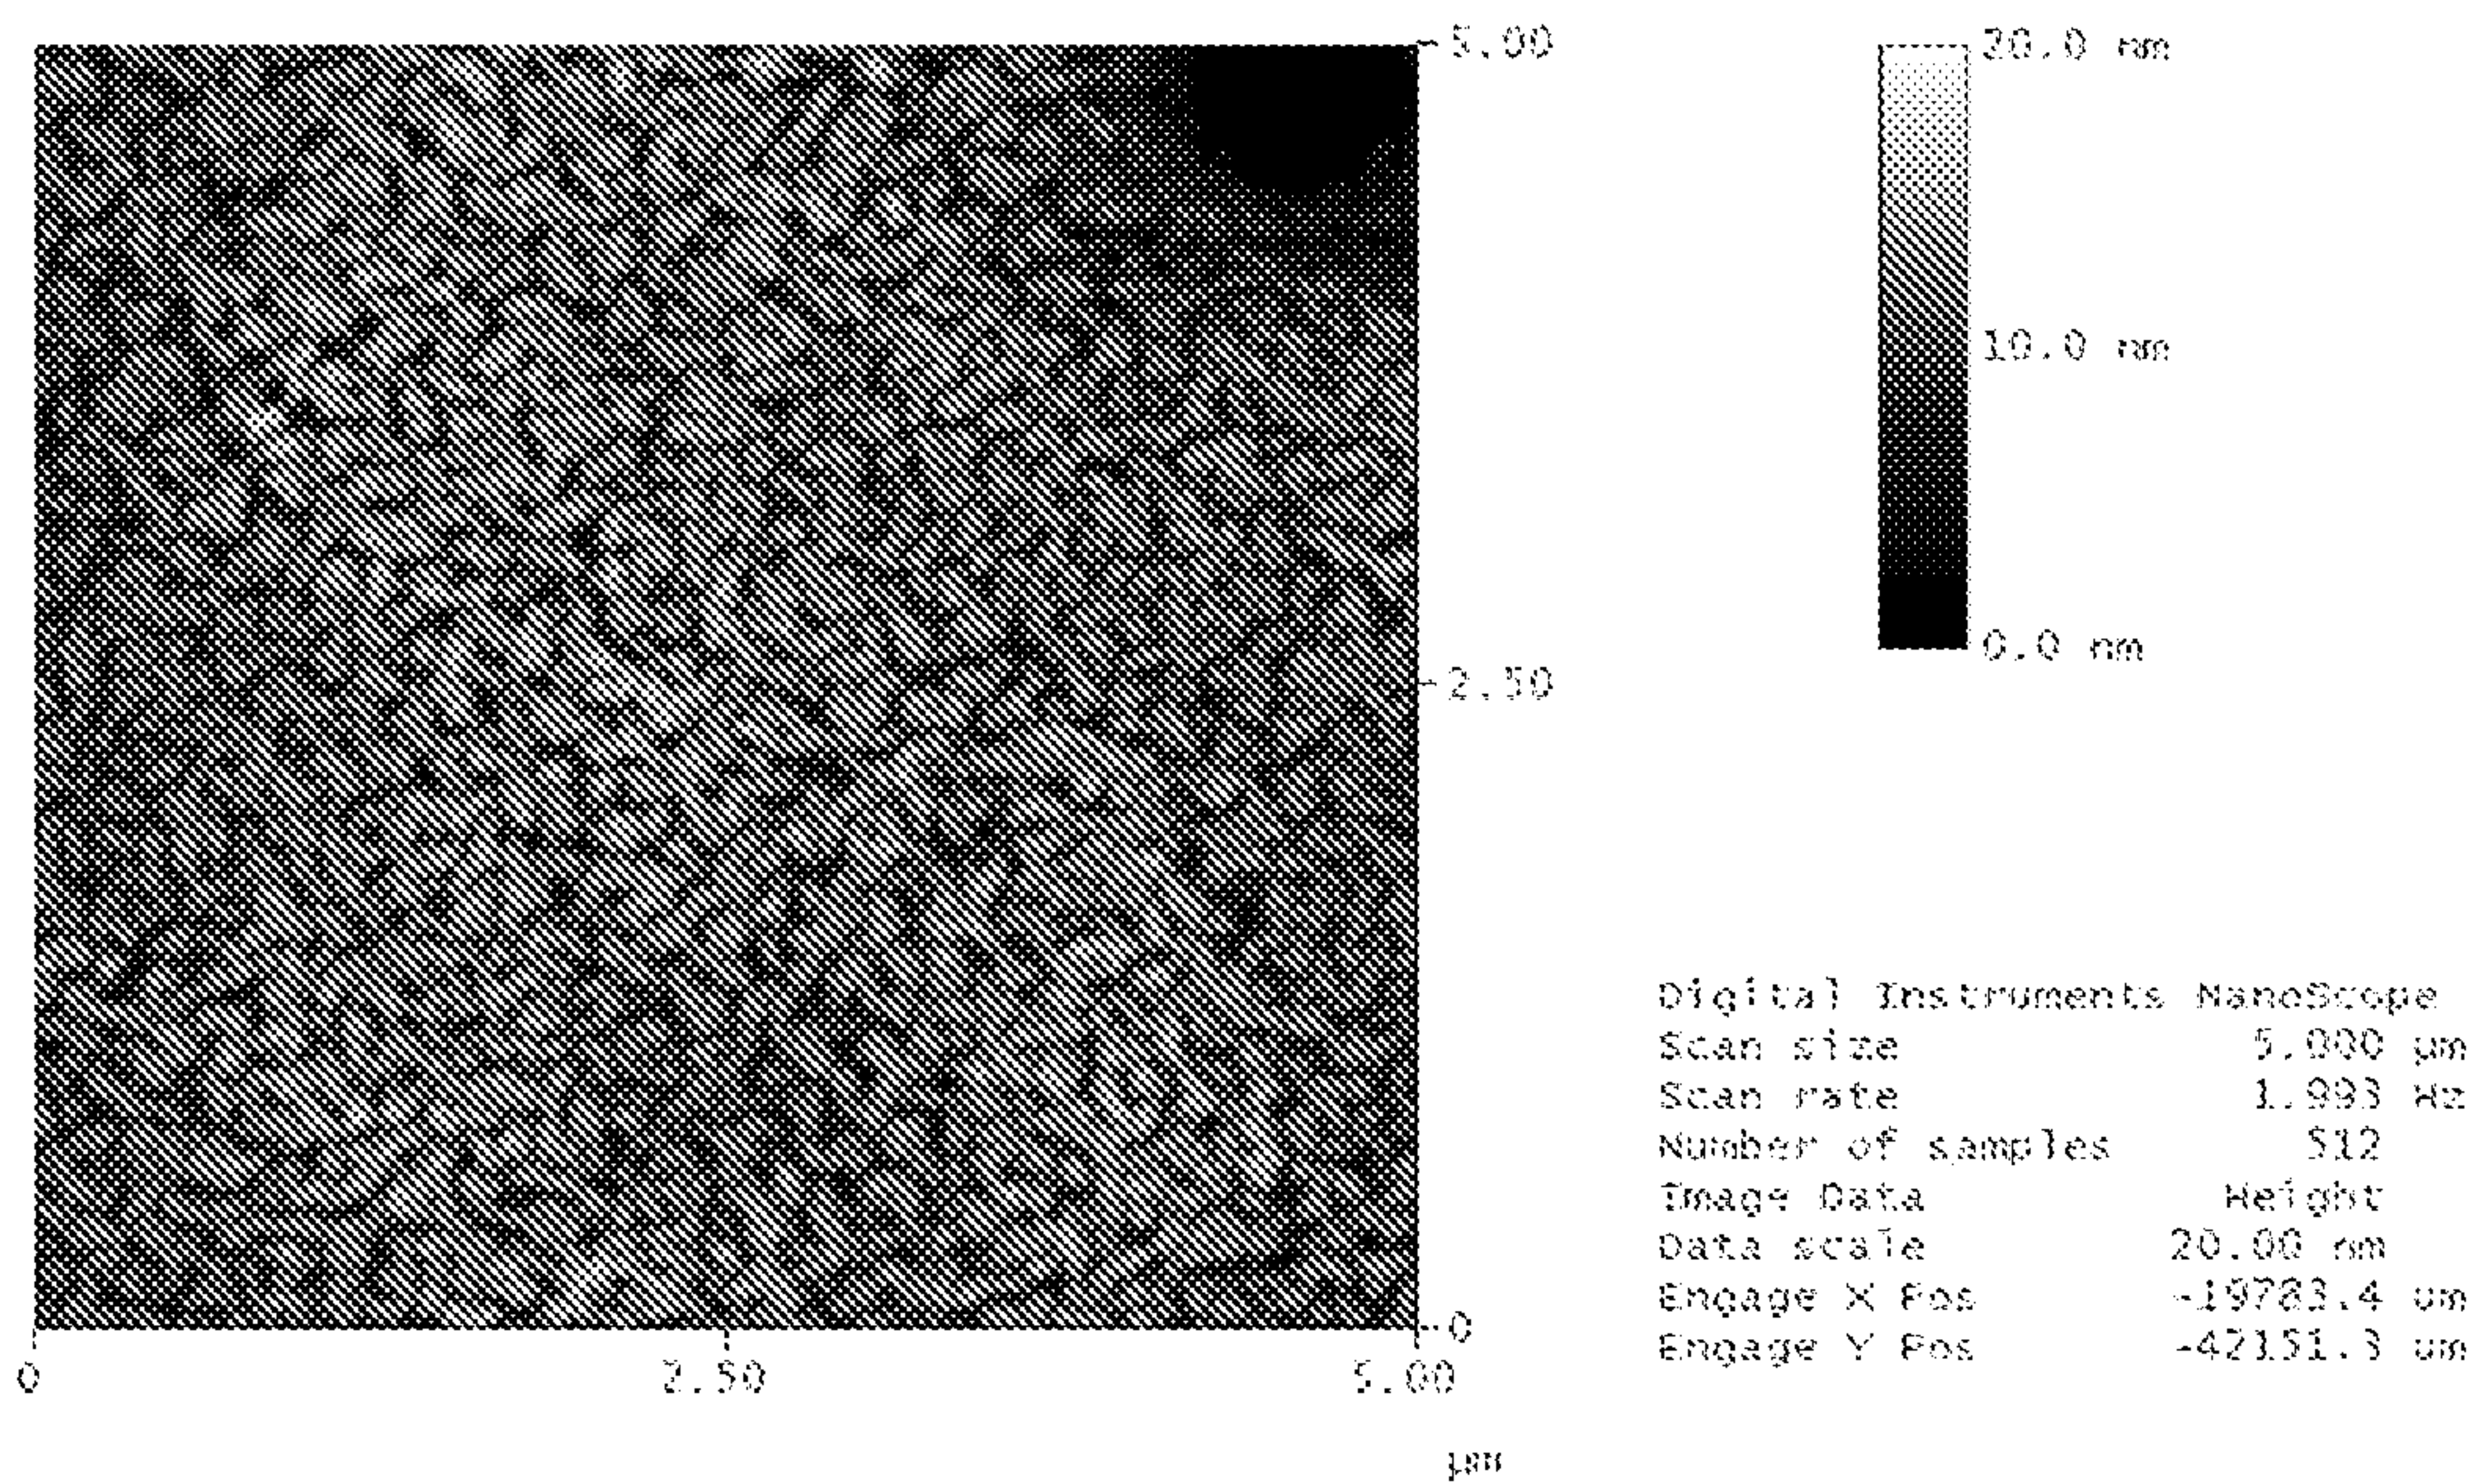 5.00
2.50
0
0 2.50 5.00
µm
20.0 nm
10.0 nm
0.0 nm
Digital Instruments NanoScope
Scan size 5.000 µm
Scan rate 1.993 Hz
Number of samples 512
Image Data Height
Data scale 20.00 nm
Engage X Pos -19783.4 um
Engage Y Pos -42151.3 um